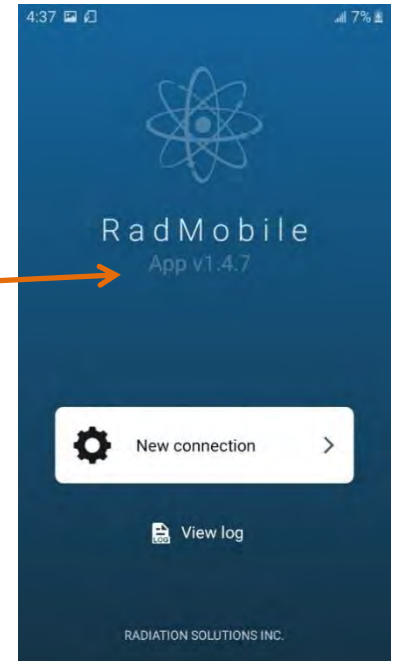 4:37 7%
RadMobile
App v1.4.7
New connection
LOG
View log
RADIATION SOLUTIONS INC.